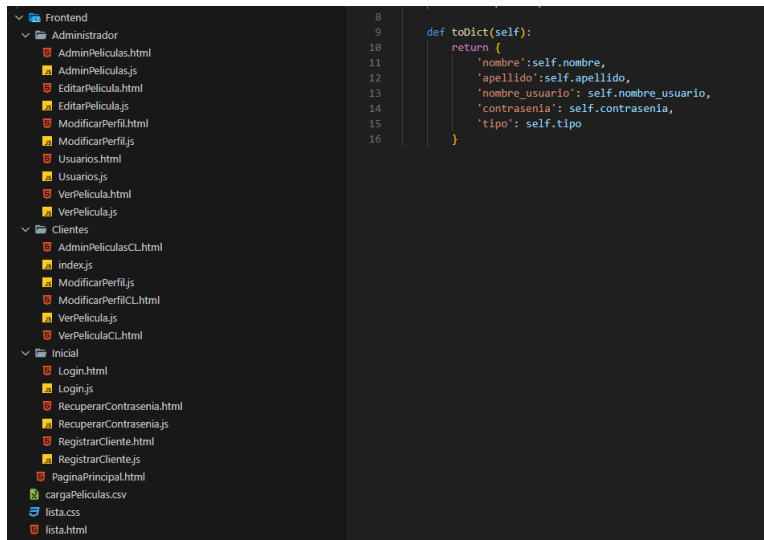 Frontend
Administrador
AdminPeliculas.html
AdminPeliculas.js
EditarPelicula.html
EditarPelicula.js
ModificarPerfil.html
ModificarPerfil.js
Usuarios.html
Usuarios.js
VerPelicula.html
VerPelicula.js
Clientes
AdminPeliculasCL.html
index.js
ModificarPerfil.js
ModificarPerfilCL.html
VerPelicula.js
VerPeliculaCL.html
Inicial
Login.html
Login.js
RecuperarContrasenia.html
RecuperarContrasenia.js
RegistrarCliente.html
RegistrarCliente.js
PaginaPrincipal.html
cargaPeliculas.csv
lista.css
lista.html
8
9 def toDict(self):
10 return {
11 'nombre':self.nombre,
12 'apellido':self.apellido,
13 'nombre_usuario': self.nombre_usuario,
14 'contrasenia': self.contrasenia,
15 'tipo': self.tipo
16 }